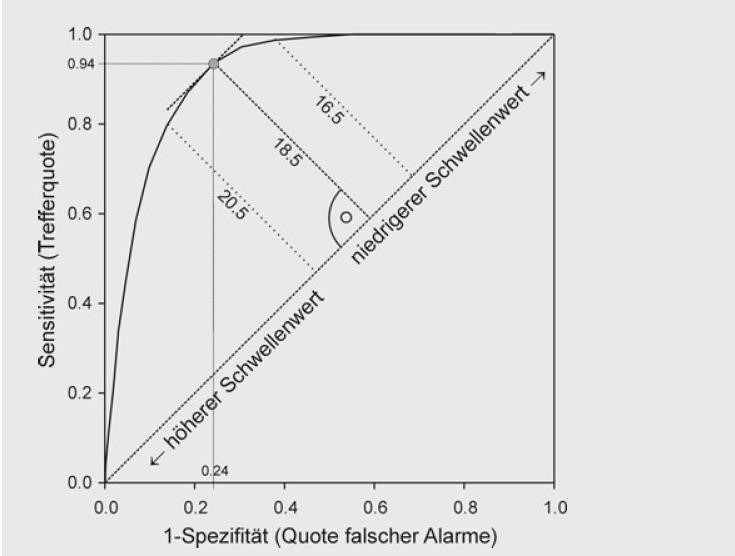 1.0
0.94
0.8
0.6
0.4
0.2
0.0
Sensitivität (Trefferquote)
16.5
18.5
20.5
niedrigerer Schwellenwert →
← höherer Schwellenwert
0.24
0.0 0.2 0.4 0.6 0.8 1.0
1-Spezifität (Quote falscher Alarme)